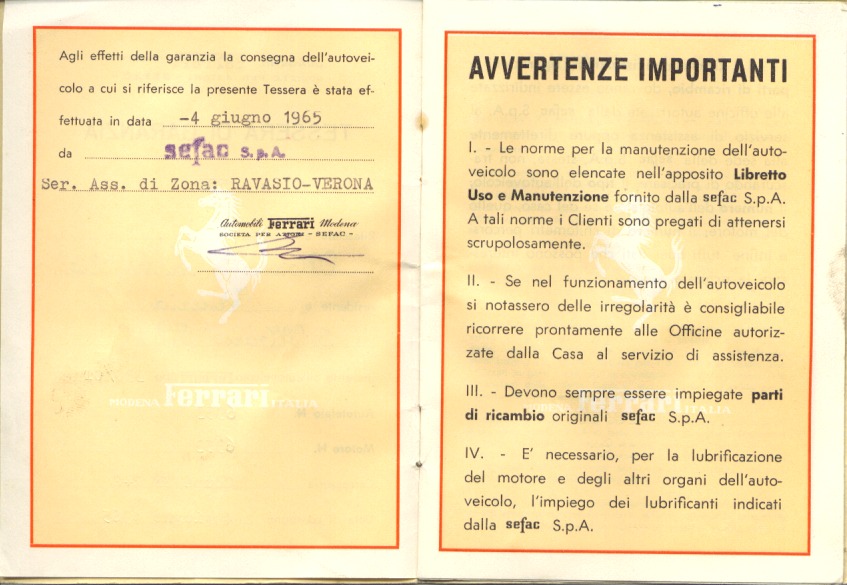 Agli effetti della garanzia la consegna dell'autovei-
colo a cui si riferisce la presente Tessera è stata ef-
fettuata in data -4 giugno 1965
da sefac S.p.A.
Ser. Ass. di Zona: RAVASIO-VERONA
Automobili Ferrari Modena
SOCIETA PER AZIONI - SEFAC -
MODENA Ferrari ITALIA
AVVERTENZE IMPORTANTI
I. - Le norme per la manutenzione dell'auto-
veicolo sono elencate nell'apposito Libretto
Uso e Manutenzione fornito dalla sefac S.p.A.
A tali norme i Clienti sono pregati di attenersi
scrupolosamente.
II. - Se nel funzionamento dell'autoveicolo
si notassero delle irregolarità è consigliabile
ricorrere prontamente alle Officine autoriz-
zate dalla Casa al servizio di assistenza.
III. - Devono sempre essere impiegate parti
di ricambio originali sefac S.p.A.
MODENA Ferrari ITALIA
IV. - E' necessario, per la lubrificazione
del motore e degli altri organi dell'auto-
veicolo, l'impiego dei lubrificanti indicati
dalla sefac S.p.A.